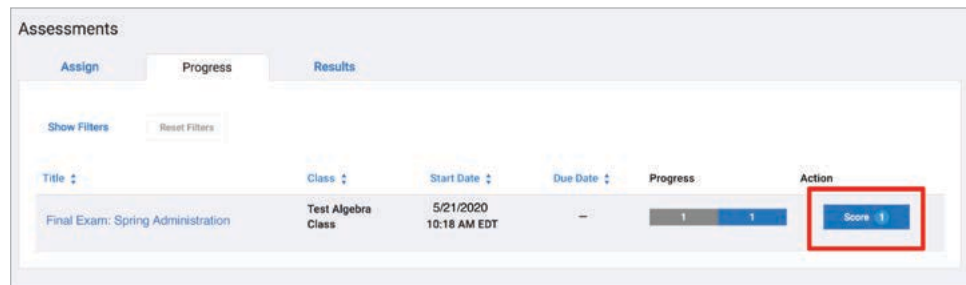 Assessments
Assign Progress Results
Show Filters Reset Filters
Title Class Start Date Due Date Progress Action
Final Exam: Spring Administration Test Algebra Class 5/21/2020 10:18 AM EDT – 1 1 Score 1